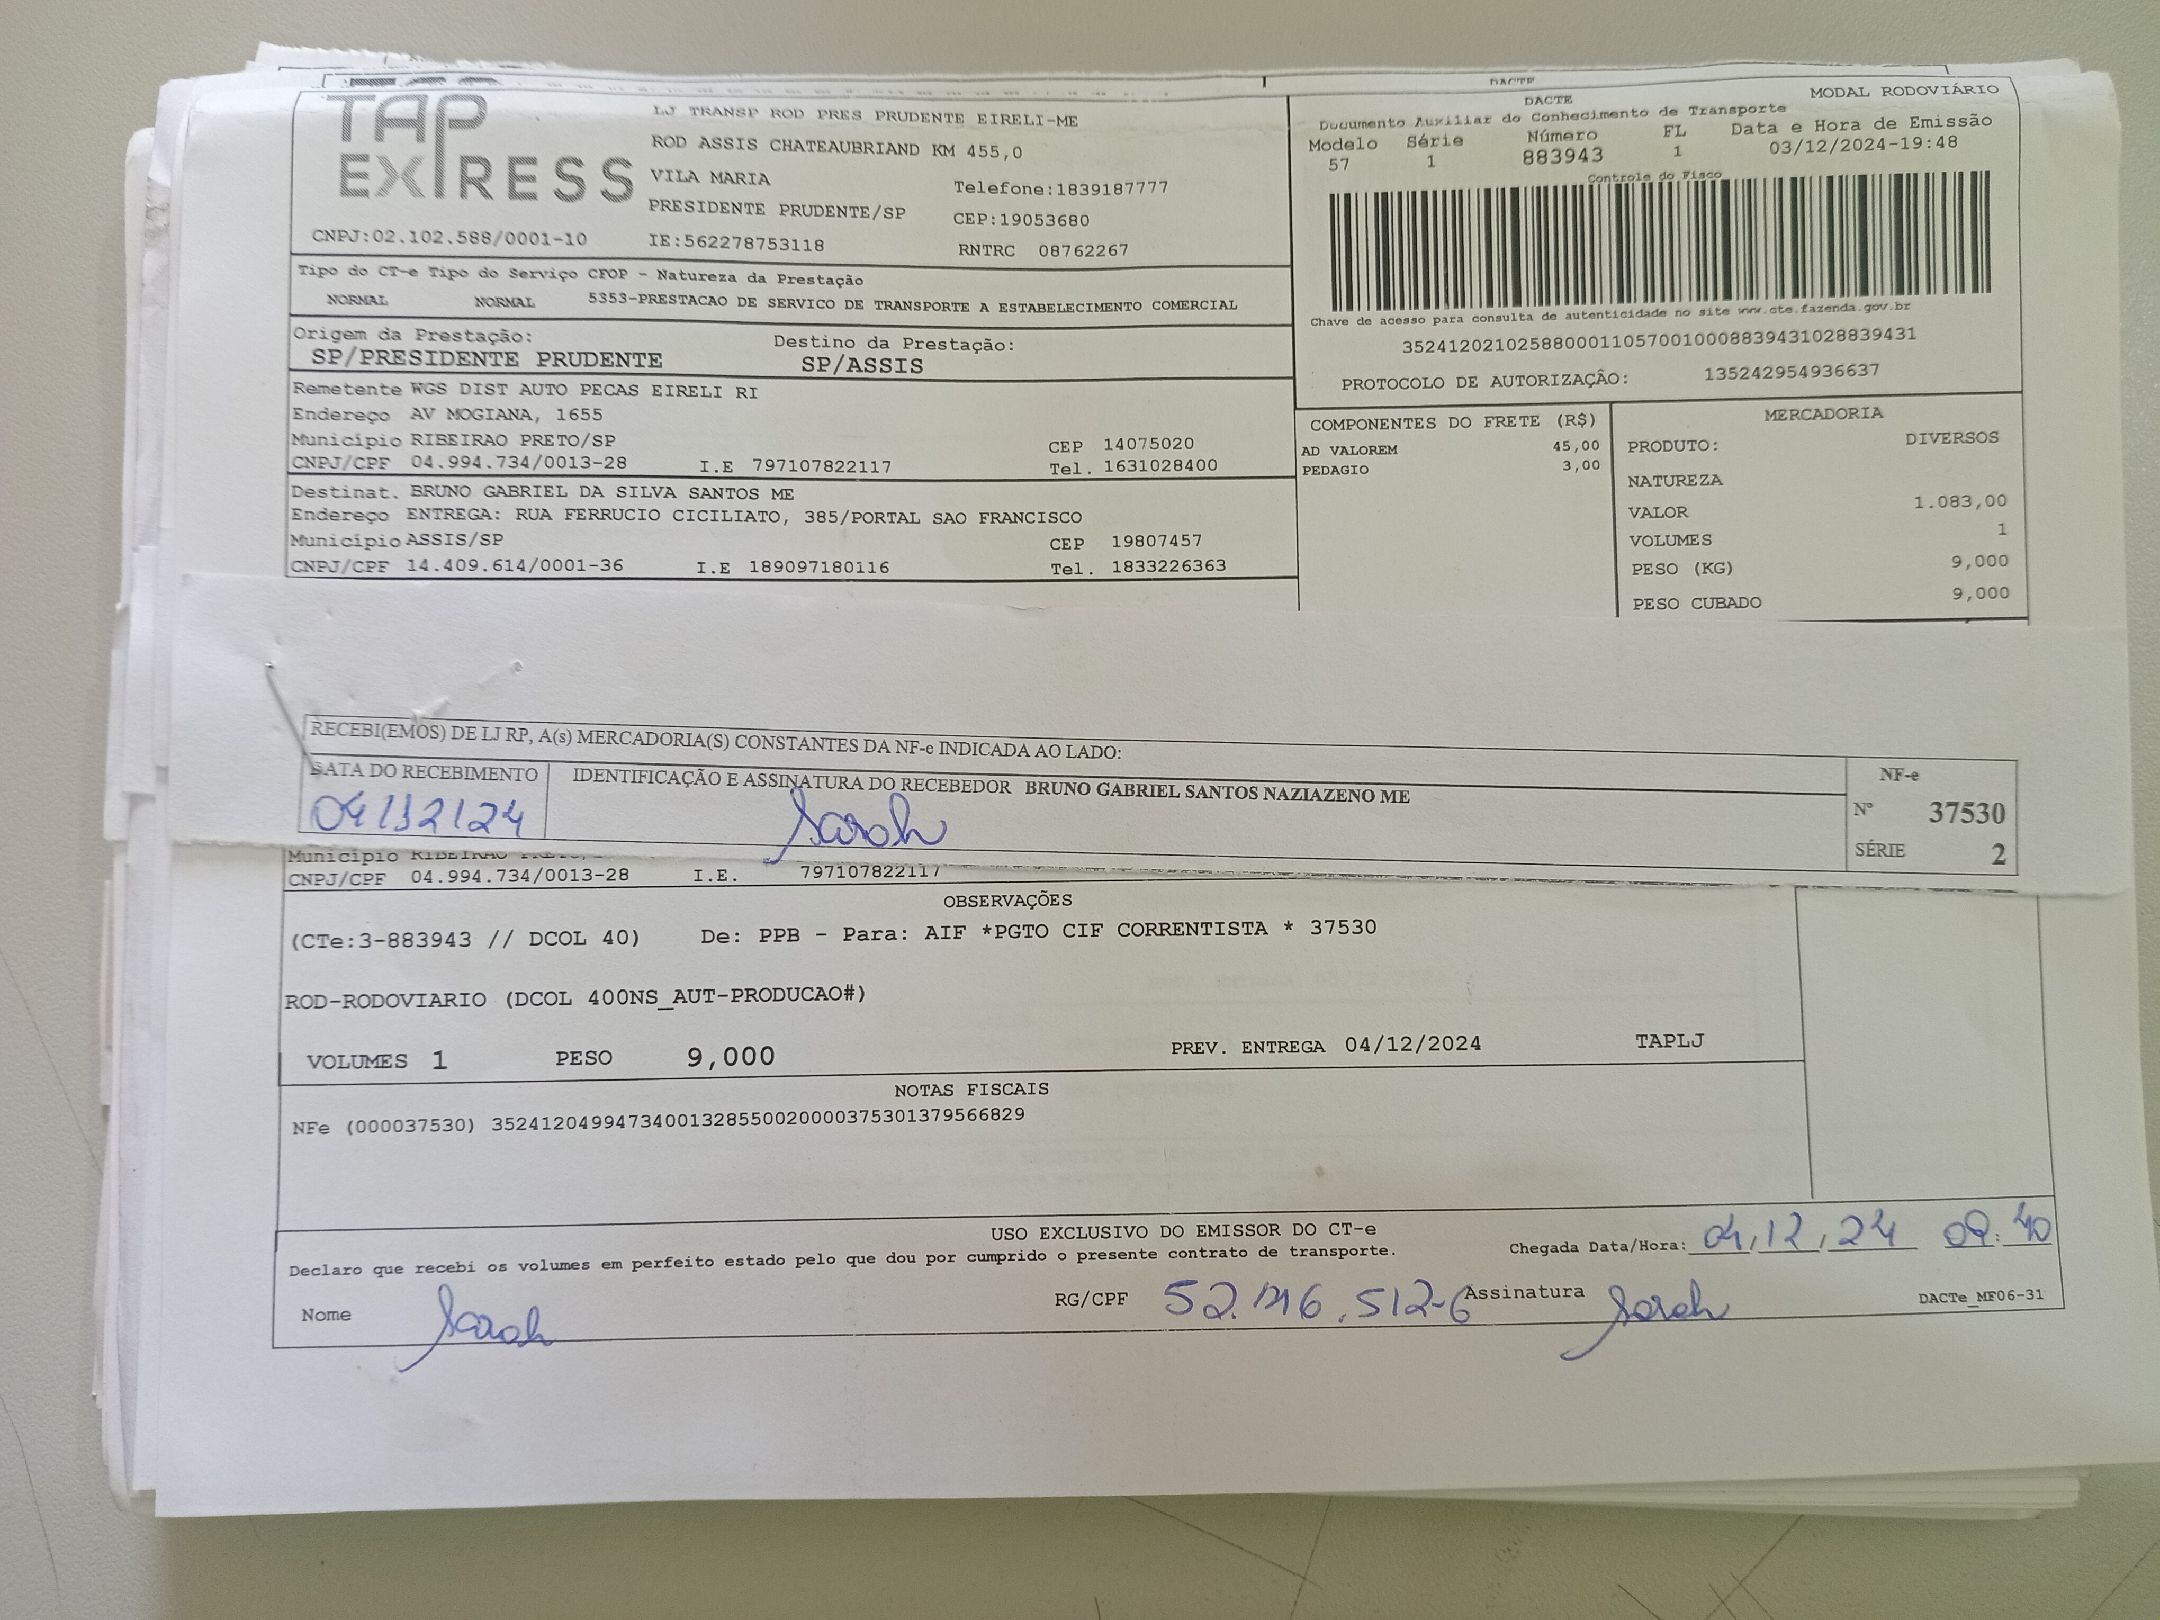 DACTE
TAP EXPRESS
LJ TRANSP ROD PRES PRUDENTE EIRELI-ME
ROD ASSIS CHATEAUBRIAND KM 455,0
VILA MARIA
Telefone:1839187777
PRESIDENTE PRUDENTE/SP
CEP:19053680
CNPJ:02.102.588/0001-10
IE:562278753118
RNTRC 08762267
DACTE
MODAL RODOVIÁRIO
Documento Auxiliar do Conhecimento de Transporte
Modelo Série Número FL Data e Hora de Emissão
57 1 883943 1 03/12/2024-19:48
Controle do Fisco
Chave de acesso para consulta de autenticidade no site www.cte.fazenda.gov.br
35241202102588000110570010008839431028839431
PROTOCOLO DE AUTORIZAÇÃO: 135242954936637
Tipo do CT-e Tipo do Serviço CFOP - Natureza da Prestação
NORMAL NORMAL 5353-PRESTACAO DE SERVICO DE TRANSPORTE A ESTABELECIMENTO COMERCIAL
Origem da Prestação: Destino da Prestação:
SP/PRESIDENTE PRUDENTE SP/ASSIS
Remetente WGS DIST AUTO PECAS EIRELI RI
Endereço AV MOGIANA, 1655
Município RIBEIRAO PRETO/SP CEP 14075020
CNPJ/CPF 04.994.734/0013-28 I.E 797107822117 Tel. 1631028400
Destinat. BRUNO GABRIEL DA SILVA SANTOS ME
Endereço ENTREGA: RUA FERRUCIO CICILIATO, 385/PORTAL SAO FRANCISCO
Município ASSIS/SP CEP 19807457
CNPJ/CPF 14.409.614/0001-36 I.E 189097180116 Tel. 1833226363
COMPONENTES DO FRETE (R$)
AD VALOREM 45,00
PEDAGIO 3,00
MERCADORIA
PRODUTO: DIVERSOS
NATUREZA
VALOR 1.083,00
VOLUMES 1
PESO (KG) 9,000
PESO CUBADO 9,000
RECEBI(EMOS) DE LJ RP, A(s) MERCADORIA(S) CONSTANTES DA NF-e INDICADA AO LADO:
DATA DO RECEBIMENTO IDENTIFICAÇÃO E ASSINATURA DO RECEBEDOR BRUNO GABRIEL SANTOS NAZIAZENO ME
04/12/24 Sarah
NF-e
Nº 37530
SÉRIE 2
Município RIBEIRAO PRETO
CNPJ/CPF 04.994.734/0013-28 I.E. 797107822117
OBSERVAÇÕES
(CTe:3-883943 // DCOL 40) De: PPB - Para: AIF *PGTO CIF CORRENTISTA * 37530
ROD-RODOVIARIO (DCOL 400NS_AUT-PRODUCAO#)
VOLUMES 1 PESO 9,000 PREV. ENTREGA 04/12/2024 TAPLJ
NOTAS FISCAIS
NFe (000037530) 35241204994734001328550020000375301379566829
USO EXCLUSIVO DO EMISSOR DO CT-e
Declaro que recebi os volumes em perfeito estado pelo que dou por cumprido o presente contrato de transporte.
Chegada Data/Hora: 04,12,24
Nome Sarah RG/CPF Assinatura Sarah DACTe_MF06-31